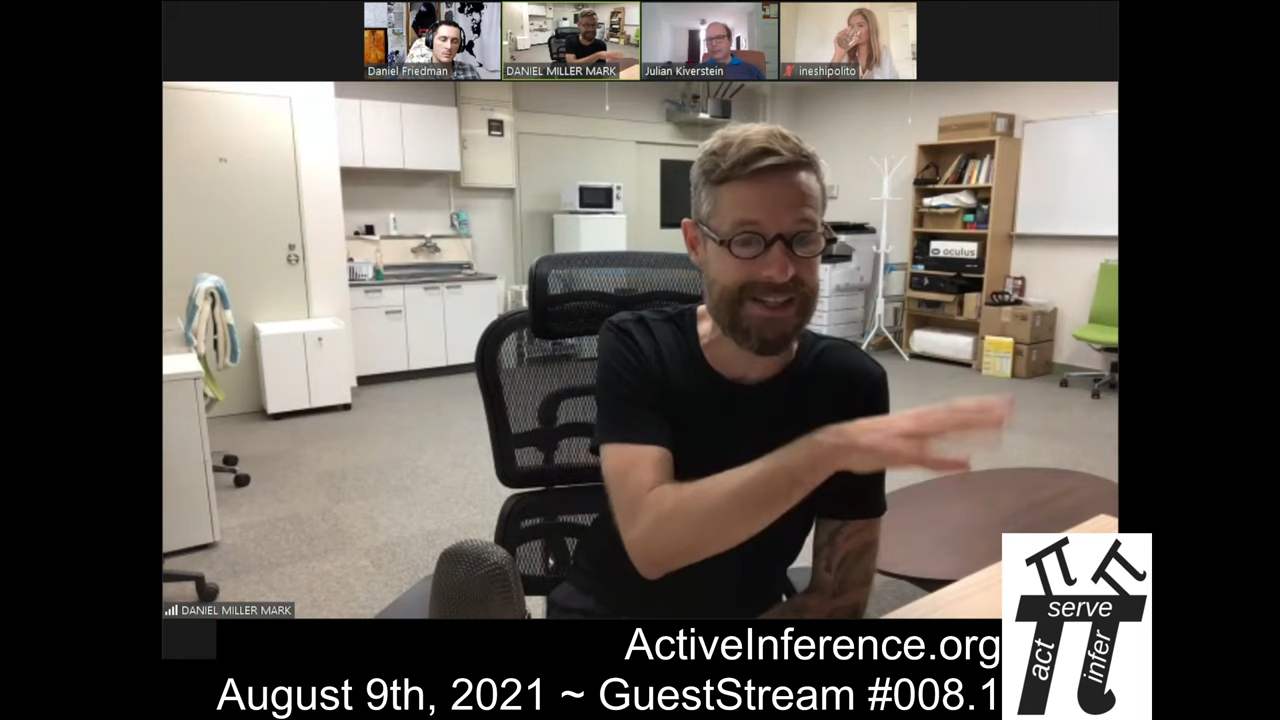 Daniel Friedman
DANIEL MILLER MARK
Julian Kiverstein
ineshipolito
oculus
DANIEL MILLER MARK
ActiveInference.org
August 9th, 2021 ~ GuestStream #008.1
act
serve
infer